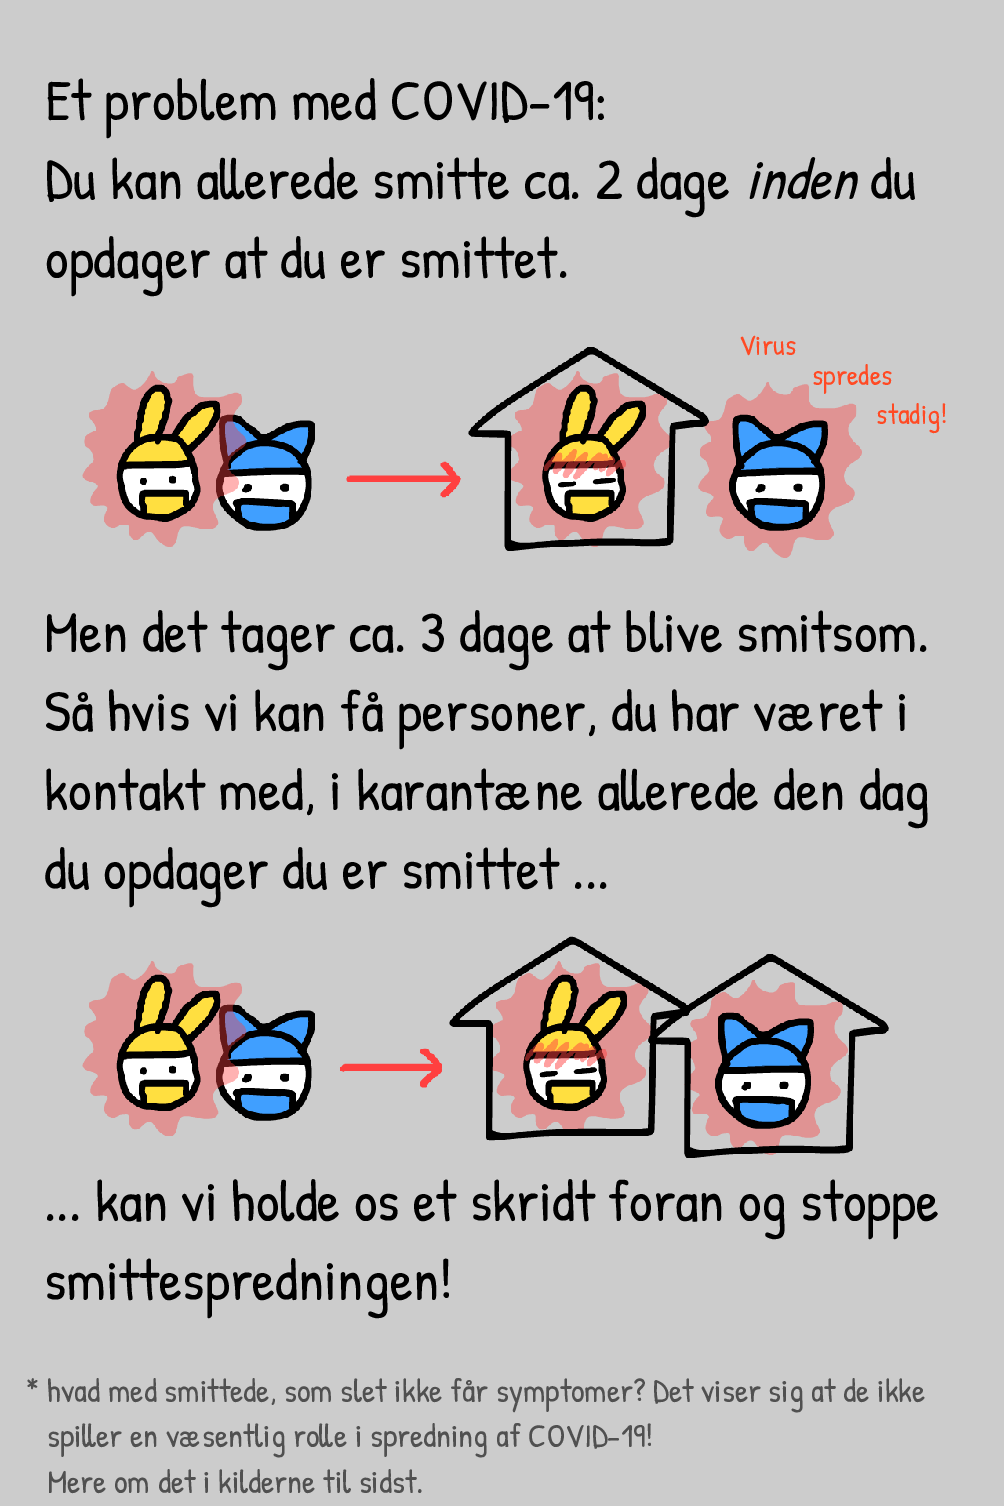 Et problem med COVID-19:
Du kan allerede smitte ca. 2 dage inden du
opdager at du er smittet.
Virus
spredes
stadig!
Men det tager ca. 3 dage at blive smitsom.
Så hvis vi kan få personer, du har været i
kontakt med, i karantæne allerede den dag
du opdager du er smittet ...
... kan vi holde os et skridt foran og stoppe
smittespredningen!
* hvad med smittede, som slet ikke får symptomer? Det viser sig at de ikke
spiller en væsentlig rolle i spredning af COVID-19!
Mere om det i kilderne til sidst.